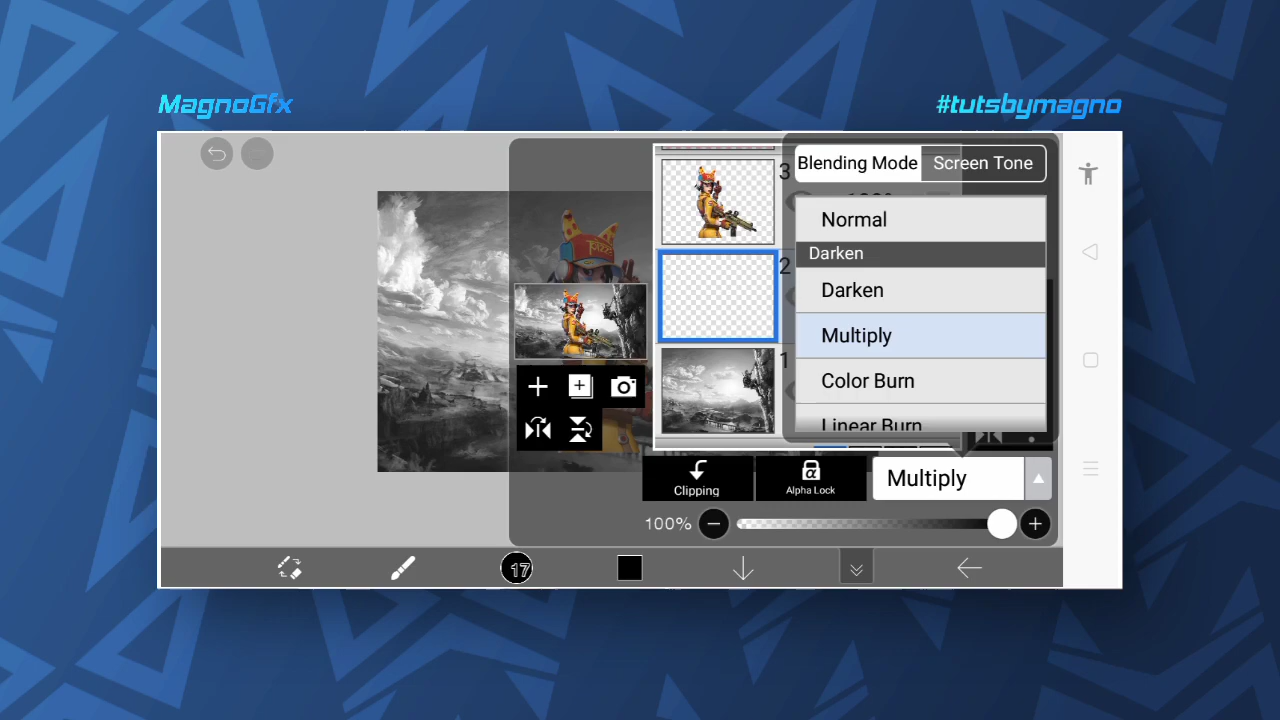 MagnoGfx
#tutsbymagno
Blending Mode
Screen Tone
3
Normal
Darken
2
Darken
Multiply
1
Color Burn
Linear Burn
Clipping
Alpha Lock
Multiply
100%
17